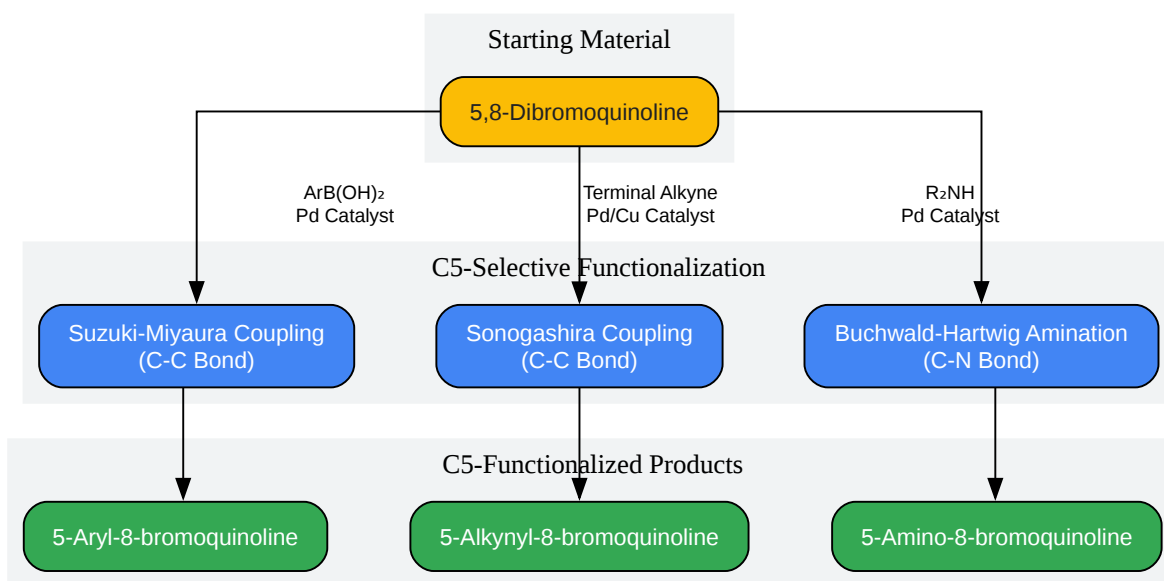 Starting Material
5,8-Dibromoquinoline
ArB(OH)₂
Pd Catalyst
Terminal Alkyne
Pd/Cu Catalyst
R₂NH
Pd Catalyst
C5-Selective Functionalization
Suzuki-Miyaura Coupling
(C-C Bond)
Sonogashira Coupling
(C-C Bond)
Buchwald-Hartwig Amination
(C-N Bond)
C5-Functionalized Products
5-Aryl-8-bromoquinoline
5-Alkynyl-8-bromoquinoline
5-Amino-8-bromoquinoline